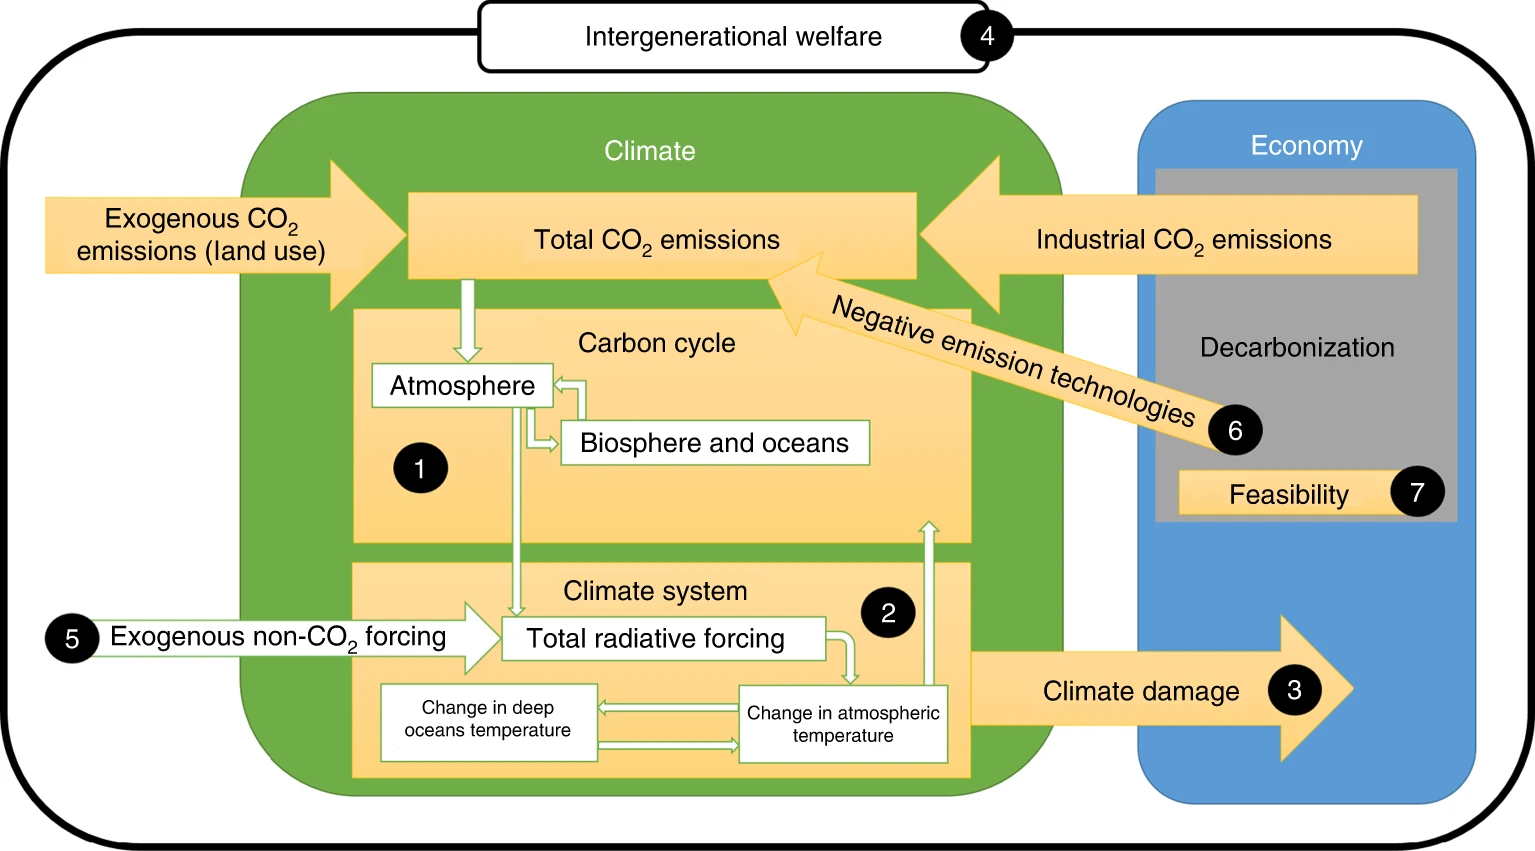 Intergenerational welfare
4
Climate
Economy
Exogenous CO₂
emissions (land use)
Total CO₂ emissions
Industrial CO₂ emissions
Negative emission technologies
6
Decarbonization
Carbon cycle
Atmosphere
Biosphere and oceans
1
Feasibility
7
Climate system
2
5
Exogenous non-CO₂ forcing
Total radiative forcing
Change in deep
oceans temperature
Change in atmospheric
temperature
Climate damage
3